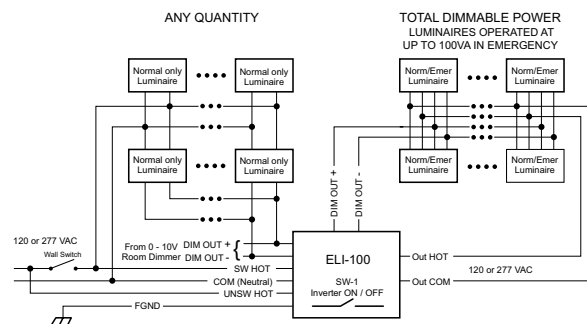 ANY QUANTITY
TOTAL DIMMABLE POWER
LUMINAIRES OPERATED AT
UP TO 100VA IN EMERGENCY
Normal only
Luminaire
Normal only
Luminaire
Norm/Emer
Luminaire
Norm/Emer
Luminaire
Normal only
Luminaire
Normal only
Luminaire
Norm/Emer
Luminaire
Norm/Emer
Luminaire
DIM OUT +
DIM OUT -
120 or 277 VAC
Wall Switch
From 0 - 10V
Room Dimmer
DIM OUT +
DIM OUT -
SW HOT
COM (Neutral)
UNSW HOT
FGND
ELI-100
SW-1
Inverter ON / OFF
Out HOT
120 or 277 VAC
Out COM